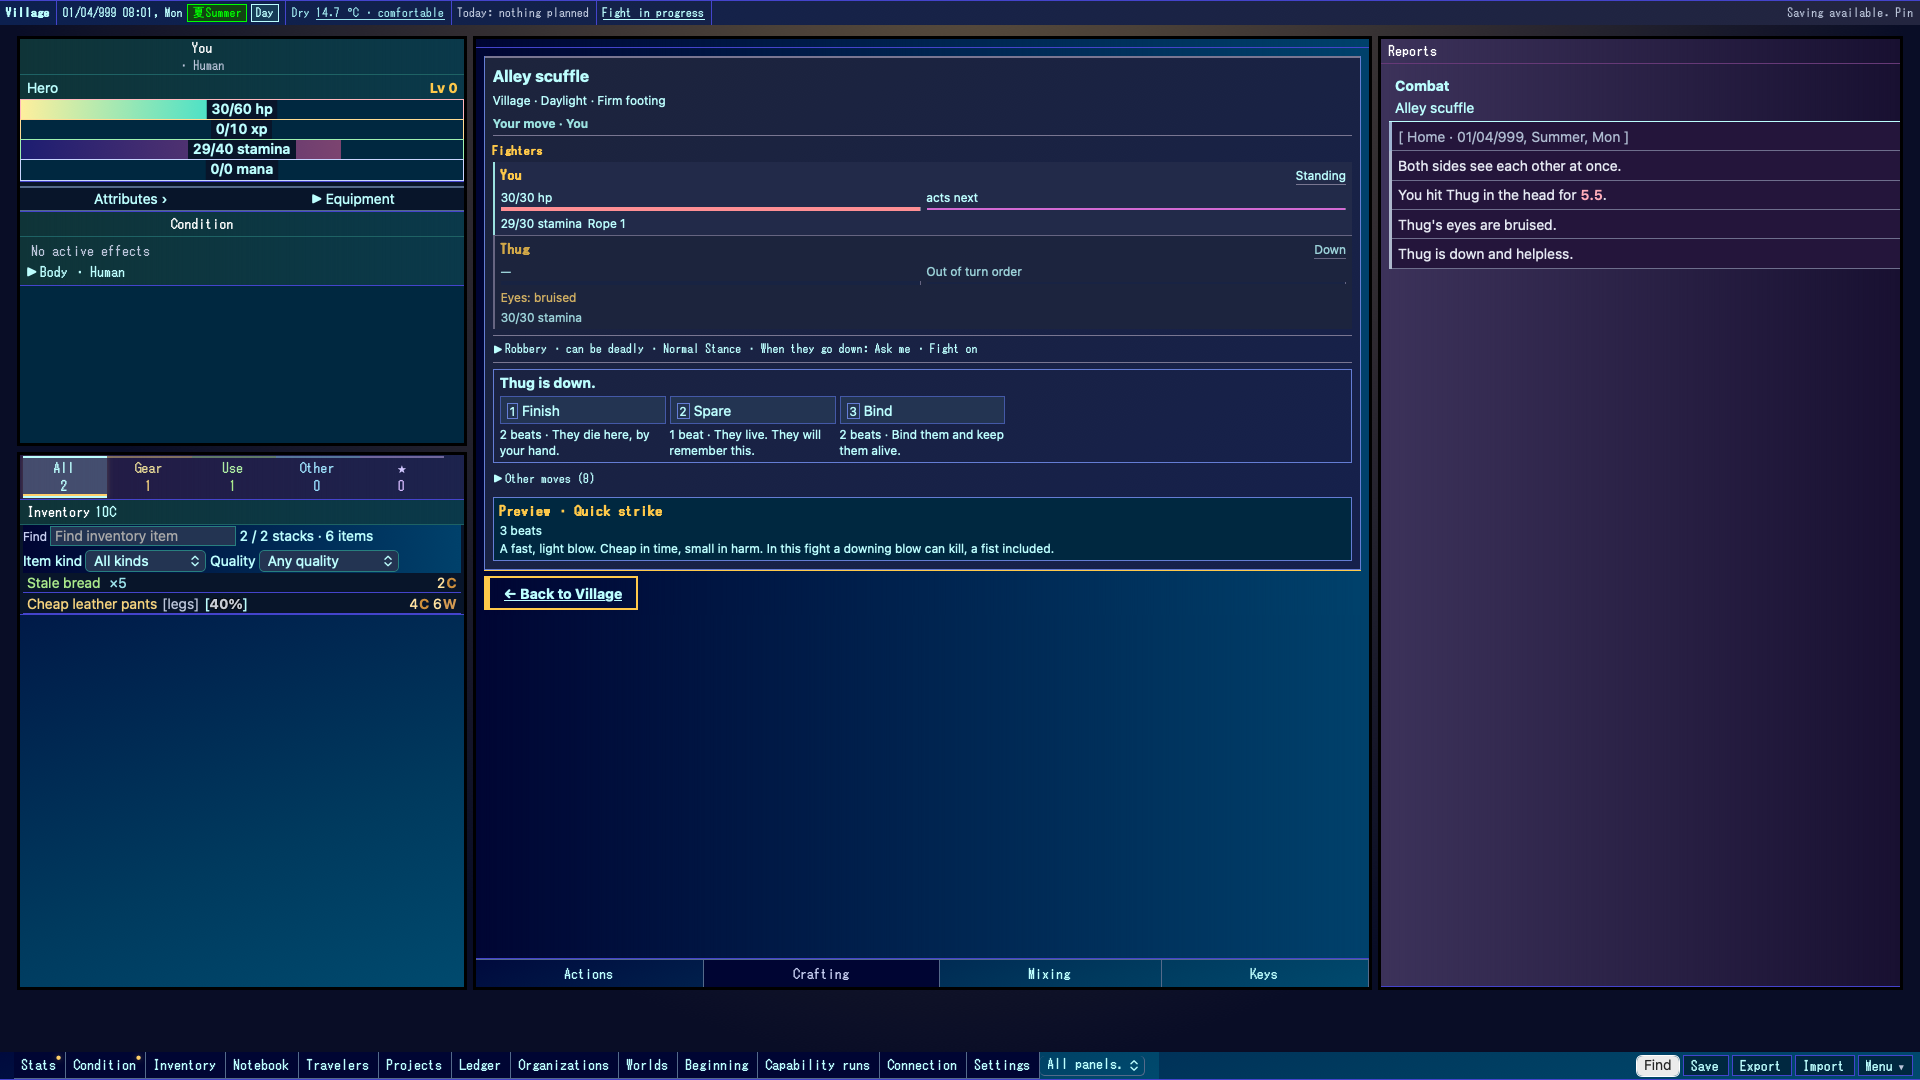 Village 01/04/999 08:01, Mon 夏Summer Day Dry 14.7 °C · comfortable Today: nothing planned Fight in progress Saving available. Pin
You
· Human
Hero Lv 0
30/60 hp
0/10 xp
29/40 stamina
0/0 mana
Attributes › ▶ Equipment
Condition
No active effects
▶Body · Human
All Gear Use Other ★
2 1 1 0 0
Inventory 10C
Find Find inventory item 2 / 2 stacks · 6 items
Item kind All kinds Quality Any quality
Stale bread ×5 2C
Cheap leather pants [legs] [40%] 4C 6W
Alley scuffle
Village · Daylight · Firm footing
Your move · You
Fighters
You Standing
30/30 hp acts next
29/30 stamina Rope 1
Thug Down
— Out of turn order
Eyes: bruised
30/30 stamina
▶Robbery · can be deadly · Normal Stance · When they go down: Ask me · Fight on
Thug is down.
1 Finish 2 Spare 3 Bind
2 beats · They die here, by your hand.
1 beat · They live. They will remember this.
2 beats · Bind them and keep them alive.
▶Other moves (8)
Preview · Quick strike
3 beats
A fast, light blow. Cheap in time, small in harm. In this fight a downing blow can kill, a fist included.
← Back to Village
Actions Crafting Mixing Keys
Reports
Combat
Alley scuffle
[ Home · 01/04/999, Summer, Mon ]
Both sides see each other at once.
You hit Thug in the head for 5.5.
Thug's eyes are bruised.
Thug is down and helpless.
Stats Condition Inventory Notebook Travelers Projects Ledger Organizations Worlds Beginning Capability runs Connection Settings All panels. Find Save Export Import Menu ▾